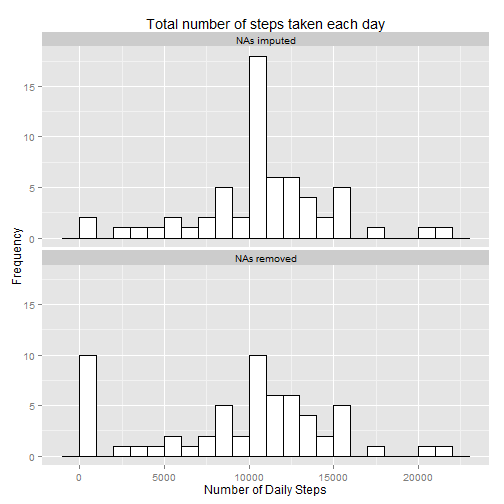 Total number of steps taken each day
NAs imputed
15
10
5
0
NAs removed
15
10
5
0
Frequency
0 5000 10000 15000 20000
Number of Daily Steps